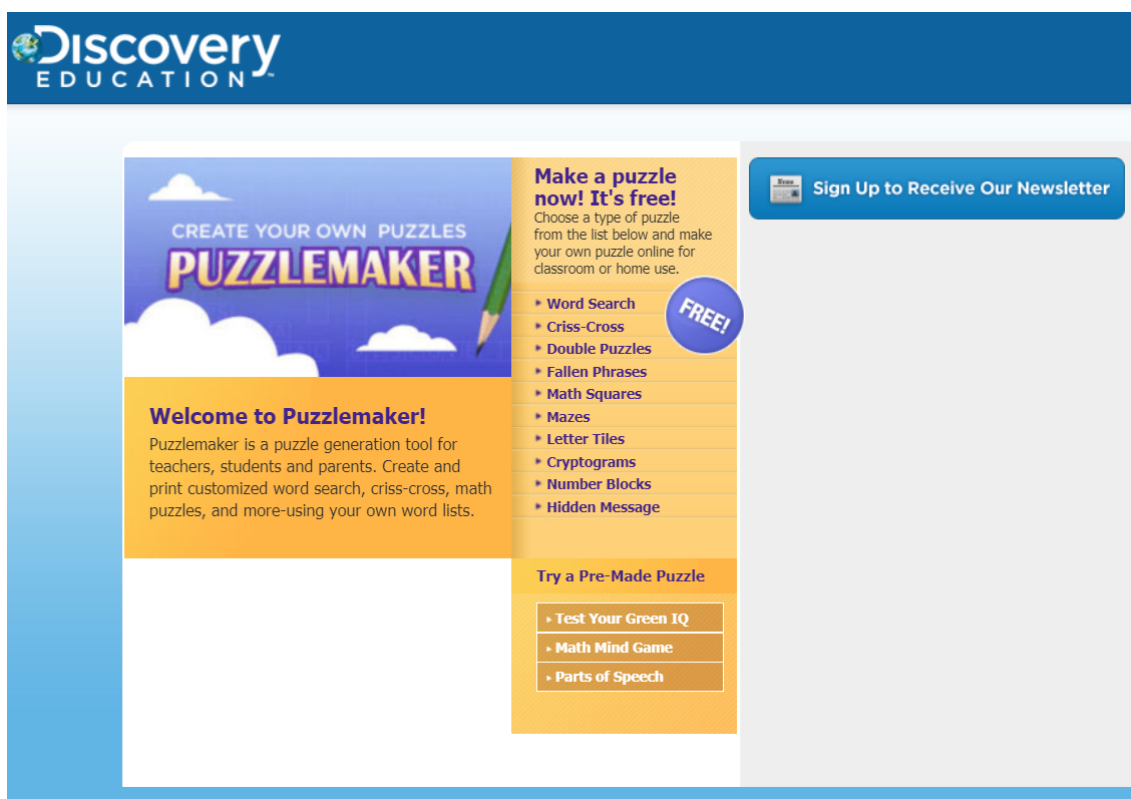 Discovery
EDUCATION™
CREATE YOUR OWN PUZZLES
PUZZLEMAKER
Welcome to Puzzlemaker!
Puzzlemaker is a puzzle generation tool for
teachers, students and parents. Create and
print customized word search, criss-cross, math
puzzles, and more-using your own word lists.
Make a puzzle
now! It's free!
Choose a type of puzzle
from the list below and make
your own puzzle online for
classroom or home use.
FREE!
Word Search
Criss-Cross
Double Puzzles
Fallen Phrases
Math Squares
Mazes
Letter Tiles
Cryptograms
Number Blocks
Hidden Message
Try a Pre-Made Puzzle
Test Your Green IQ
Math Mind Game
Parts of Speech
Sign Up to Receive Our Newsletter